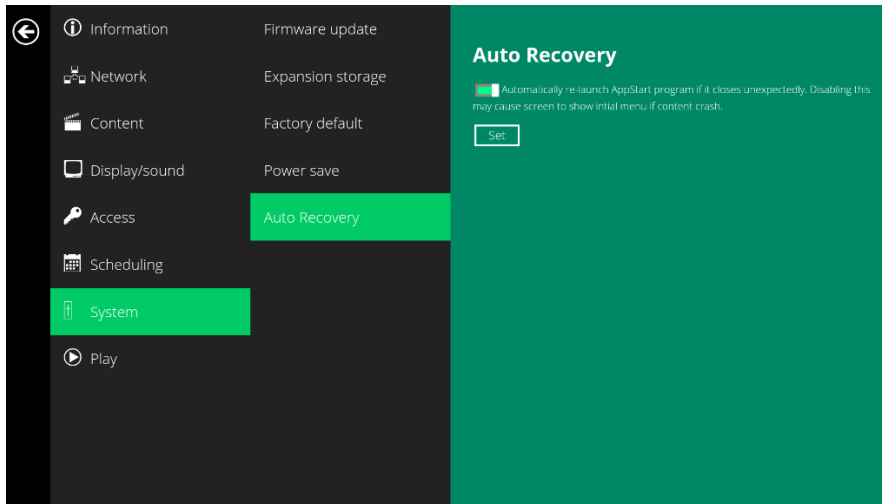 Information
Network
Content
Display/sound
Access
Scheduling
System
Play
Firmware update
Expansion storage
Factory default
Power save
Auto Recovery
Auto Recovery
Automatically re-launch AppStart program if it closes unexpectedly. Disabling this
may cause screen to show intial menu if content crash.
Set